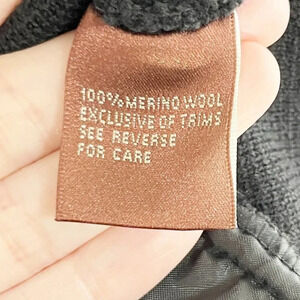 100% MERINO WOOL
EXCLUSIVE OF TRIMS
SEE REVERSE
FOR CARE